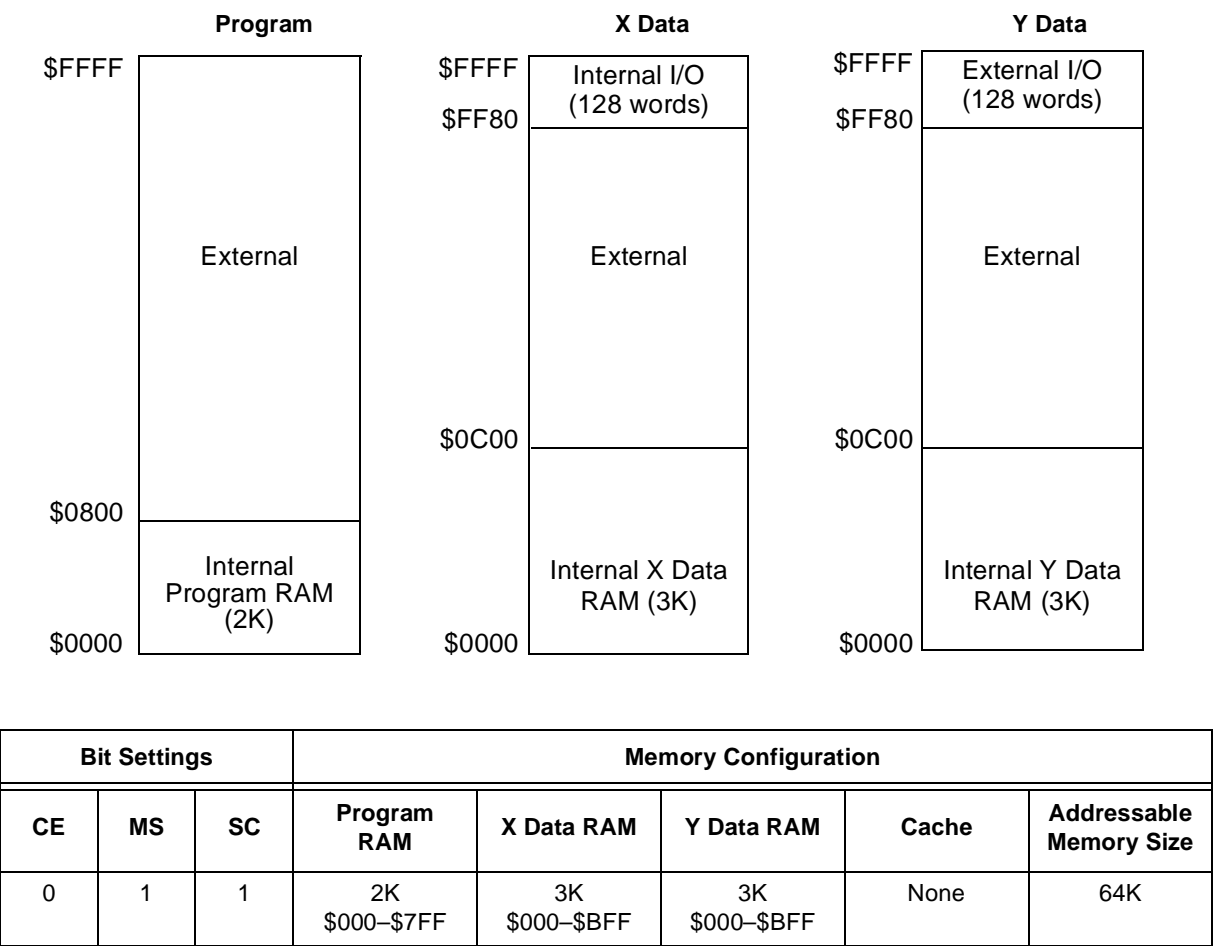 Program
X Data
Y Data
$FFFF
External
$0800
Internal
Program RAM
(2K)
$0000
$FFFF
Internal I/O
(128 words)
$FF80
External
$0C00
Internal X Data
RAM (3K)
$0000
$FFFF
External I/O
(128 words)
$FF80
External
$0C00
Internal Y Data
RAM (3K)
$0000
Bit Settings
Memory Configuration
CE
MS
SC
Program
RAM
X Data RAM
Y Data RAM
Cache
Addressable
Memory Size
0
1
1
2K
$000–$7FF
3K
$000–$BFF
3K
$000–$BFF
None
64K